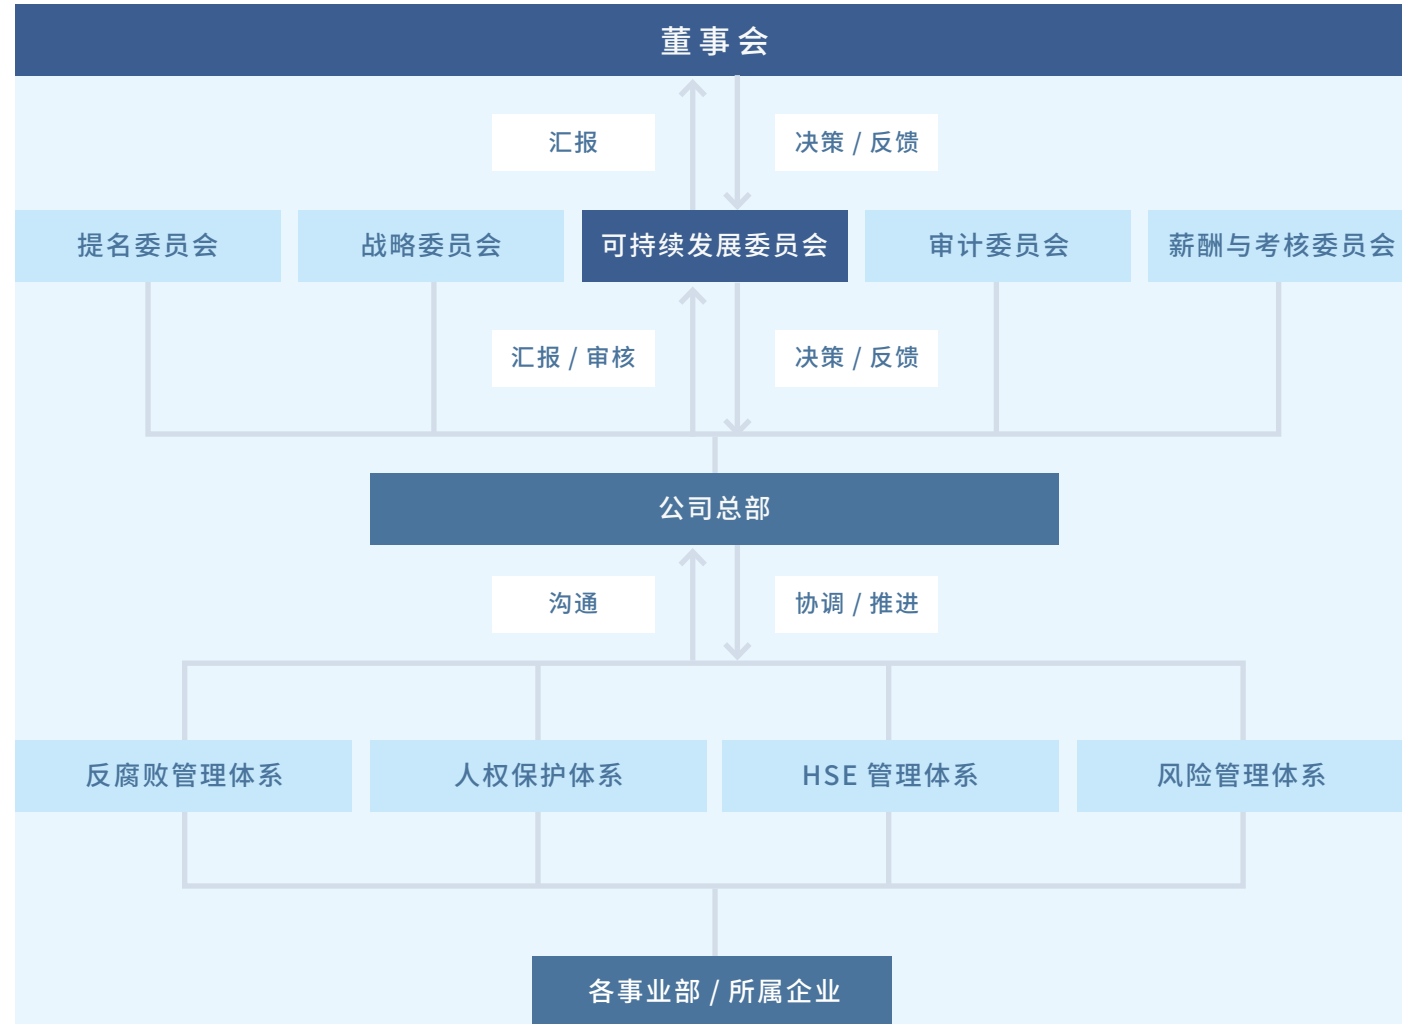 董事会
汇报
决策 / 反馈
提名委员会
战略委员会
可持续发展委员会
审计委员会
薪酬与考核委员会
汇报 / 审核
决策 / 反馈
公司总部
沟通
协调 / 推进
反腐败管理体系
人权保护体系
HSE 管理体系
风险管理体系
各事业部 / 所属企业